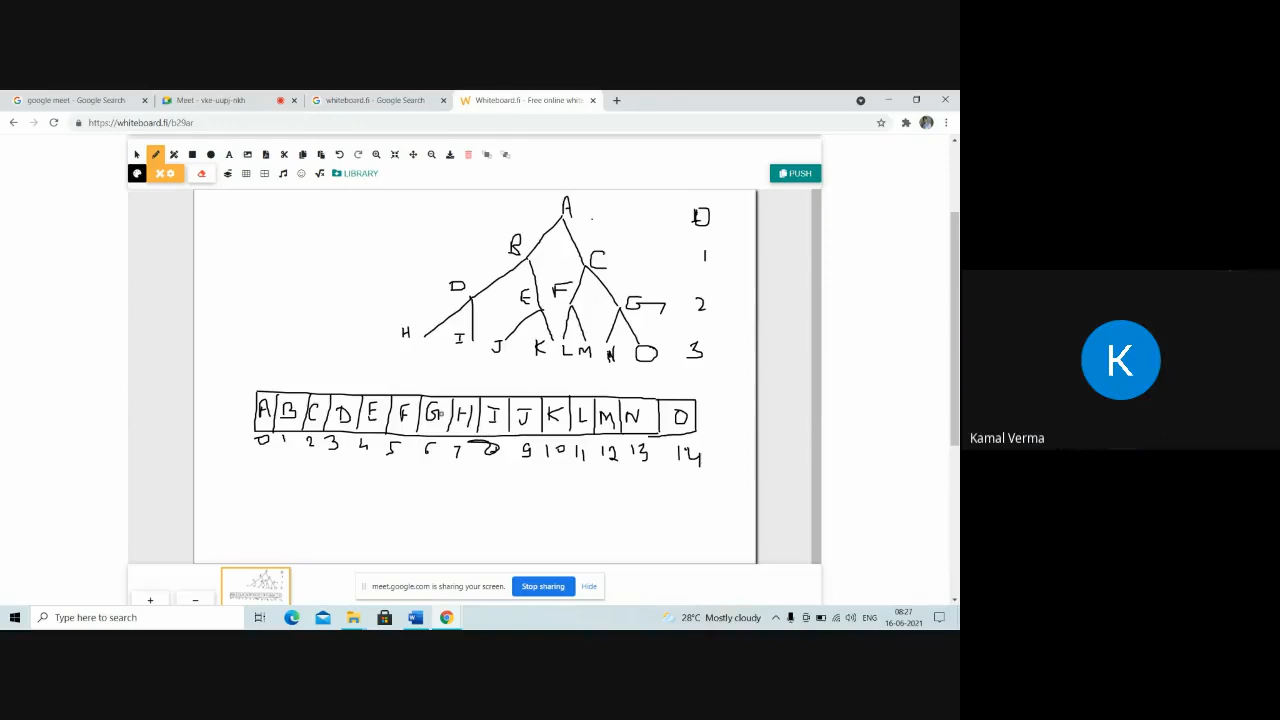 google meet - Google Search
Meet - vke-uupj-nkh
whiteboard.fi - Google Search
Whiteboard.fi - Free online white
https://whiteboard.fi/b29ar
LIBRARY
PUSH
A
B C 1
D E F G 2
H I J K L M N O 3
A B C D E F G H I J K L M N O
0 1 2 3 4 5 6 7 8 9 10 11 12 13 14
K
Kamal Verma
meet.google.com is sharing your screen. Stop sharing Hide
Type here to search
28°C Mostly cloudy ENG 08:27
16-06-2021